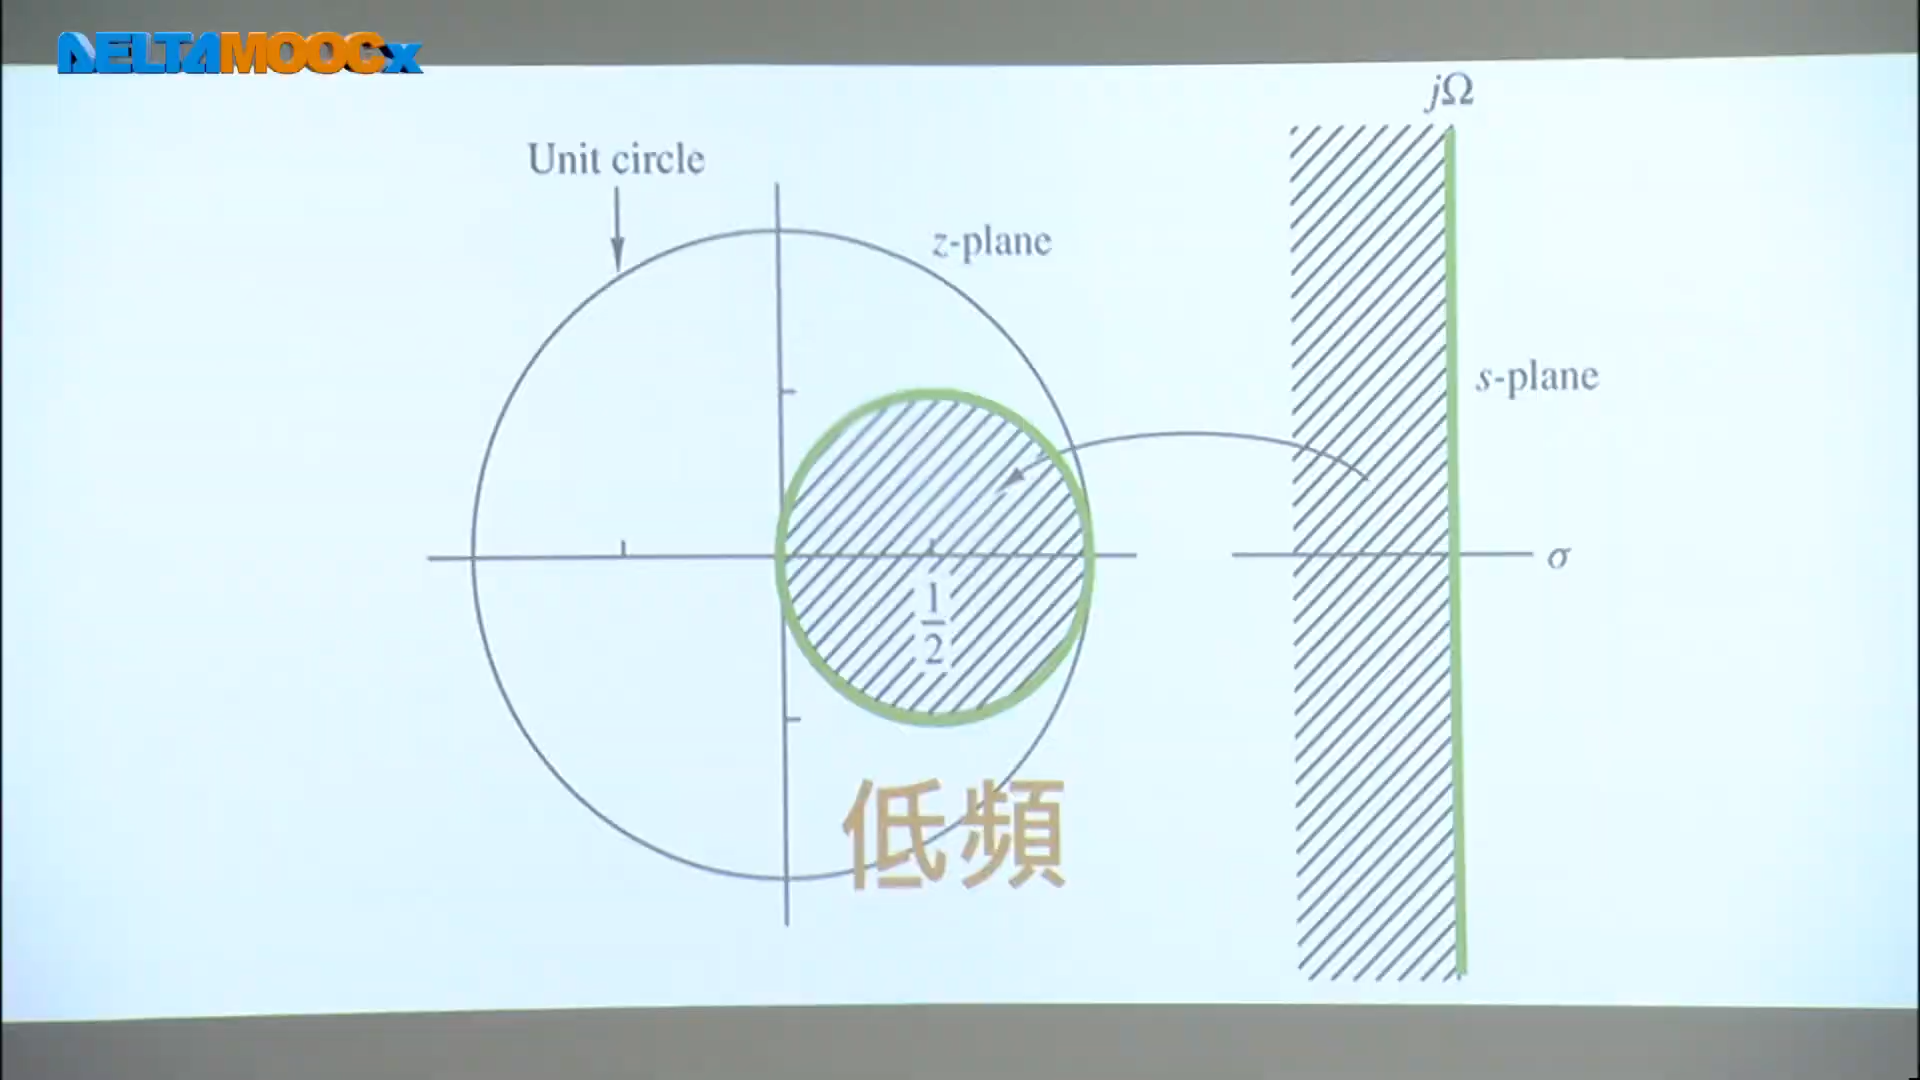 DELTAMOOCx
jΩ
Unit circle
z-plane
s-plane
σ
1
2
低頻